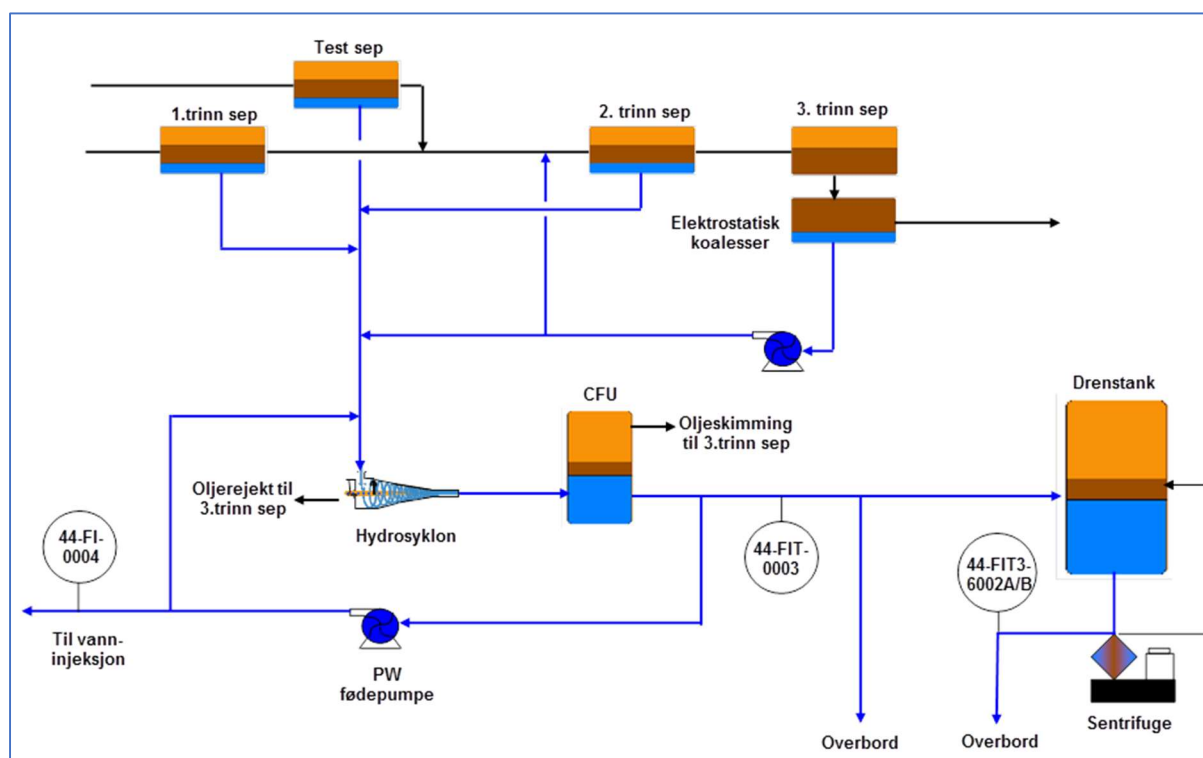 Test sep
1.trinn sep
2. trinn sep
3. trinn sep
Elektrostatisk
koalesser
CFU
Drenstank
Oljeskimming
til 3.trinn sep
Oljerejekt til
3.trinn sep
Hydrosyklon
44-FI-
0004
44-FIT-
0003
44-FIT3-
6002A/B
Til vann-
injeksjon
PW
fødepumpe
Sentrifuge
Overbord
Overbord